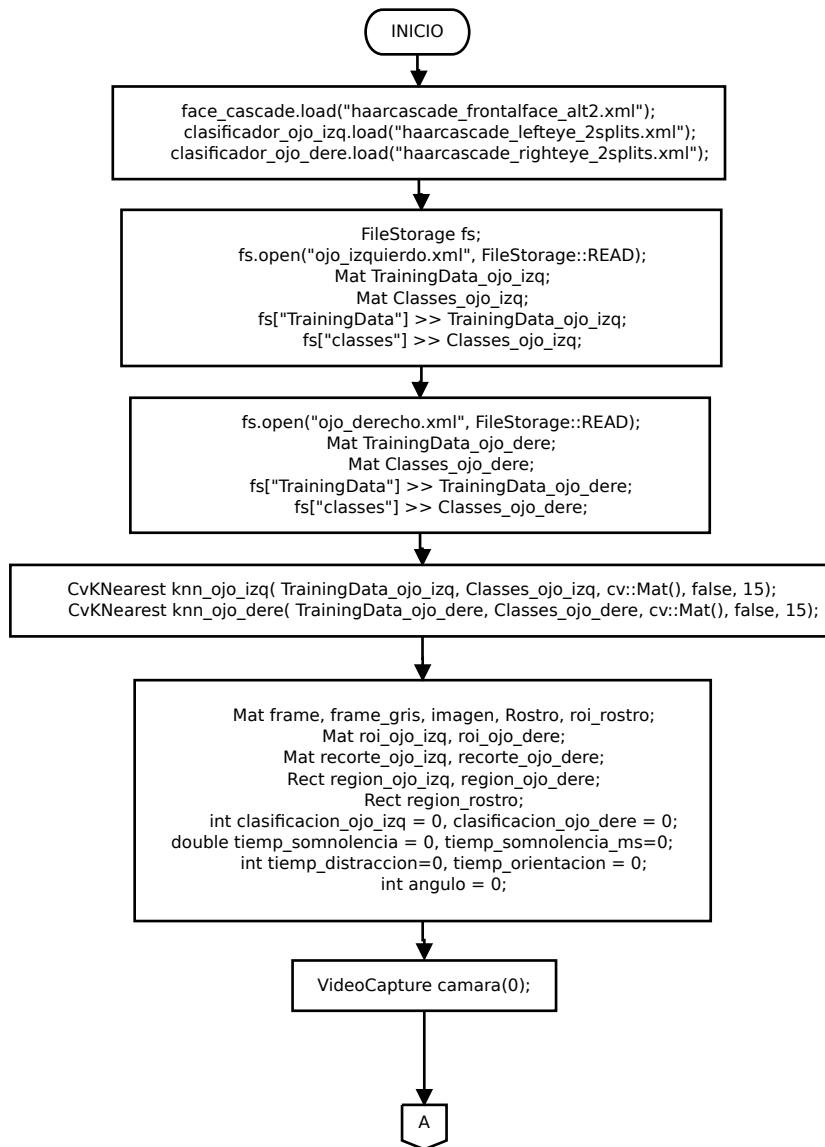 INICIO
face_cascade.load("haarcascade_frontalface_alt2.xml");
clasificador_ojo_izq.load("haarcascade_lefteye_2splits.xml");
clasificador_ojo_dere.load("haarcascade_righteye_2splits.xml");
FileStorage fs;
fs.open("ojo_izquierdo.xml", FileStorage::READ);
Mat TrainingData_ojo_izq;
Mat Classes_ojo_izq;
fs["TrainingData"] >> TrainingData_ojo_izq;
fs["classes"] >> Classes_ojo_izq;
fs.open("ojo_derecho.xml", FileStorage::READ);
Mat TrainingData_ojo_dere;
Mat Classes_ojo_dere;
fs["TrainingData"] >> TrainingData_ojo_dere;
fs["classes"] >> Classes_ojo_dere;
CvKNearest knn_ojo_izq( TrainingData_ojo_izq, Classes_ojo_izq, cv::Mat(), false, 15);
CvKNearest knn_ojo_dere( TrainingData_ojo_dere, Classes_ojo_dere, cv::Mat(), false, 15);
Mat frame, frame_gris, imagen, Rostro, roi_rostro;
Mat roi_ojo_izq, roi_ojo_dere;
Mat recorte_ojo_izq, recorte_ojo_dere;
Rect region_ojo_izq, region_ojo_dere;
Rect region_rostro;
int clasificacion_ojo_izq = 0, clasificacion_ojo_dere = 0;
double tiemp_somnolencia = 0, tiemp_somnolencia_ms=0;
int tiemp_distraccion=0, tiemp_orientacion = 0;
int angulo = 0;
VideoCapture camara(0);
A